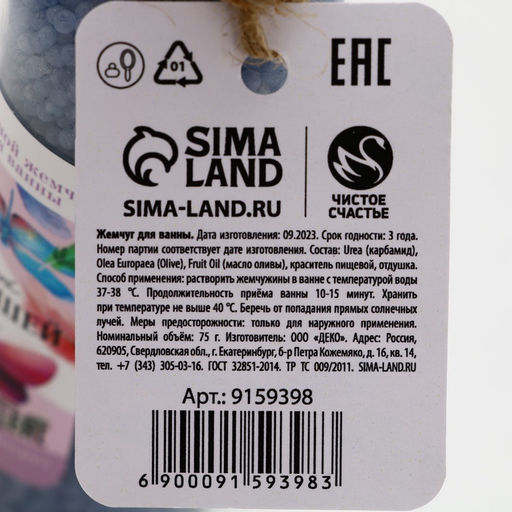 01
EAC
SIMA
LAND
SIMA-LAND.RU
ЧИСТОЕ
СЧАСТЬЕ
Жемчуг для ванны. Дата изготовления: 09.2023. Срок годности: 3 года.
Номер партии соответствует дате изготовления. Состав: Urea (карбамид),
Olea Europaea (Olive), Fruit Oil (масло оливы), краситель пищевой, отдушка.
Способ применения: растворить жемчужины в ванне с температурой воды
37-38 °C. Продолжительность приёма ванны 10-15 минут. Хранить
при температуре не выше 40 °C. Беречь от попадания прямых солнечных
лучей. Меры предосторожности: только для наружного применения.
Номинальный объём: 75 г. Изготовитель: ООО «ДЕКО». Адрес: Россия,
620905, Свердловская обл., г. Екатеринбург, б-р Петра Кожемяко, д. 16, кв. 14,
тел. +7 (343) 305-03-16. ГОСТ 32851-2014. ТР ТС 009/2011. SIMA-LAND.RU
Арт.: 9159398
6 900091 593983
ной жемч
ванны